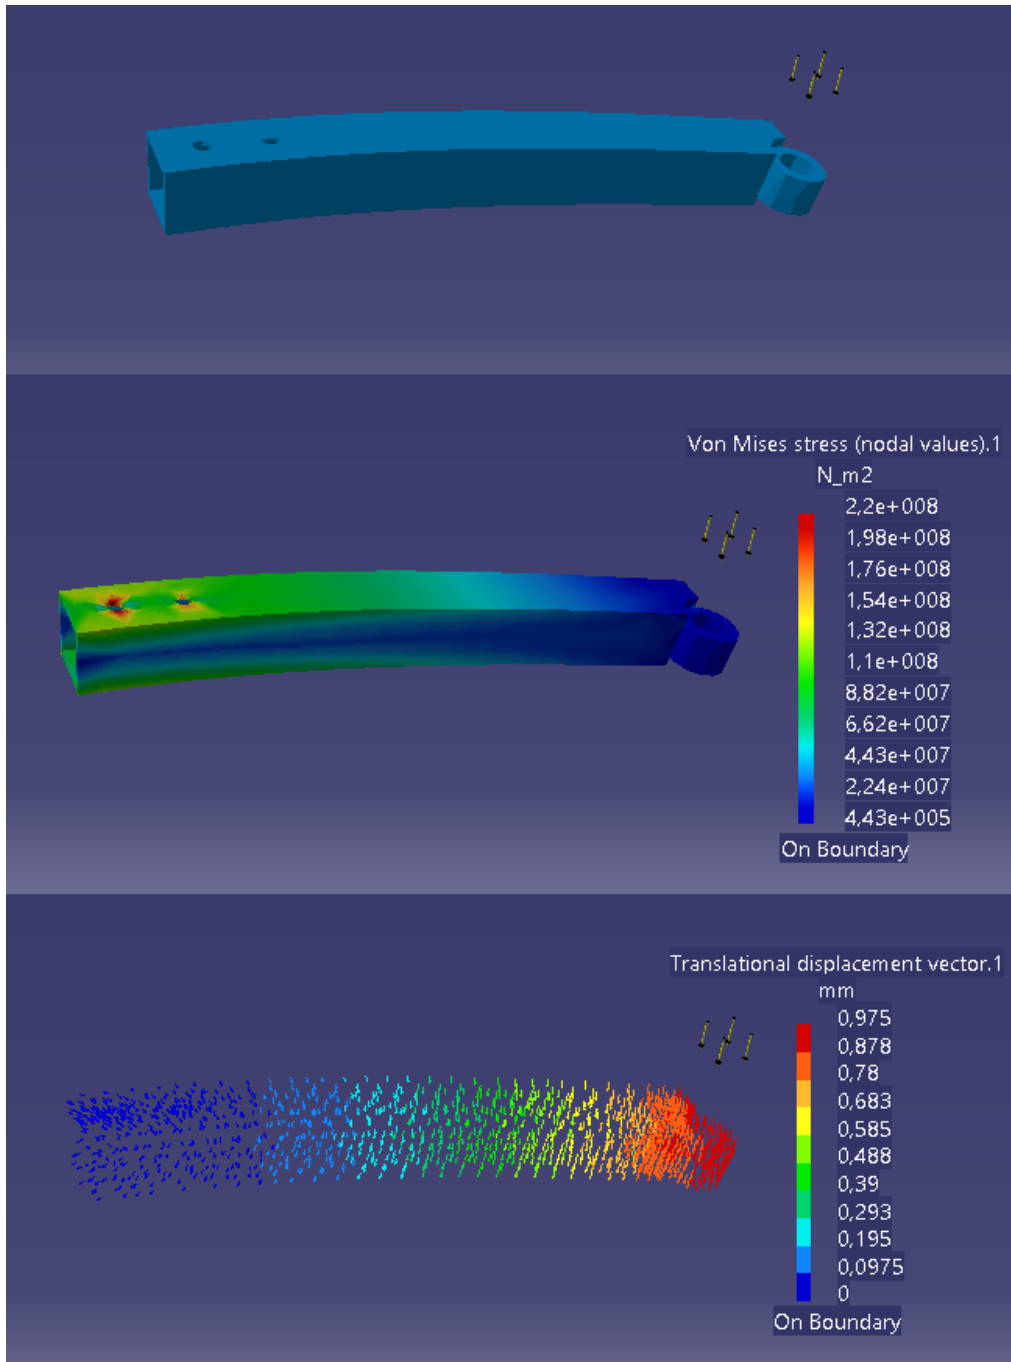 Von Mises stress (nodal values).1
N_m2
2,2e+008
1,98e+008
1,76e+008
1,54e+008
1,32e+008
1,1e+008
8,82e+007
6,62e+007
4,43e+007
2,24e+007
4,43e+005
On Boundary
Translational displacement vector.1
mm
0,975
0,878
0,78
0,683
0,585
0,488
0,39
0,293
0,195
0,0975
0
On Boundary